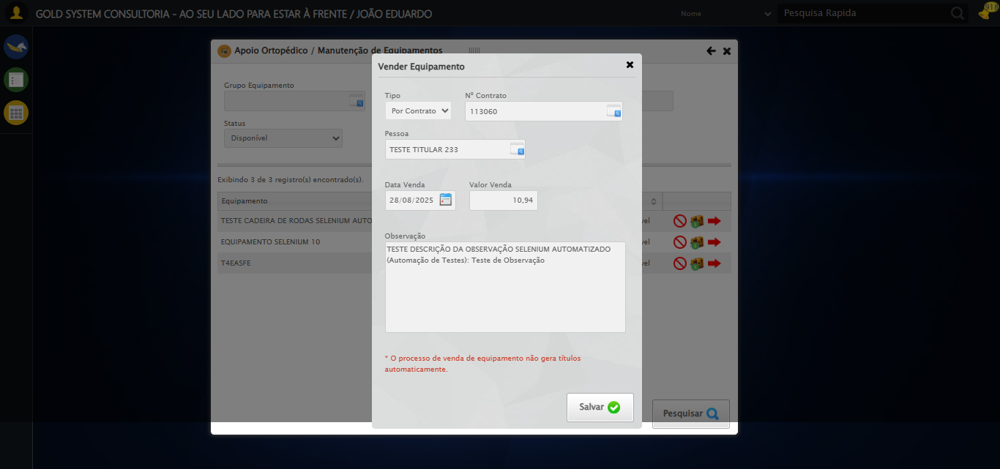 GOLD SYSTEM CONSULTORIA - AO SEU LADO PARA ESTAR À FRENTE / JOÃO EDUARDO
Nome
Pesquisa Rapida
918
Apoio Ortopédico / Manutenção de Equipamentos
Vender Equipamento
Grupo Equipamento
Status
Disponível
Tipo
Nº Contrato
Por Contrato
113060
Pessoa
TESTE TITULAR 233
Exibindo 3 de 3 registro(s) encontrado(s).
Data Venda
Valor Venda
28/08/2025
10,94
Equipamento
TESTE CADEIRA DE RODAS SELENIUM AUTO
vel
EQUIPAMENTO SELENIUM 10
vel
T4EASFE
vel
Observação
TESTE DESCRIÇÃO DA OBSERVAÇÃO SELENIUM AUTOMATIZADO
(Automação de Testes): Teste de Observação
* O processo de venda de equipamento não gera títulos
automaticamente.
Salvar
Pesquisar